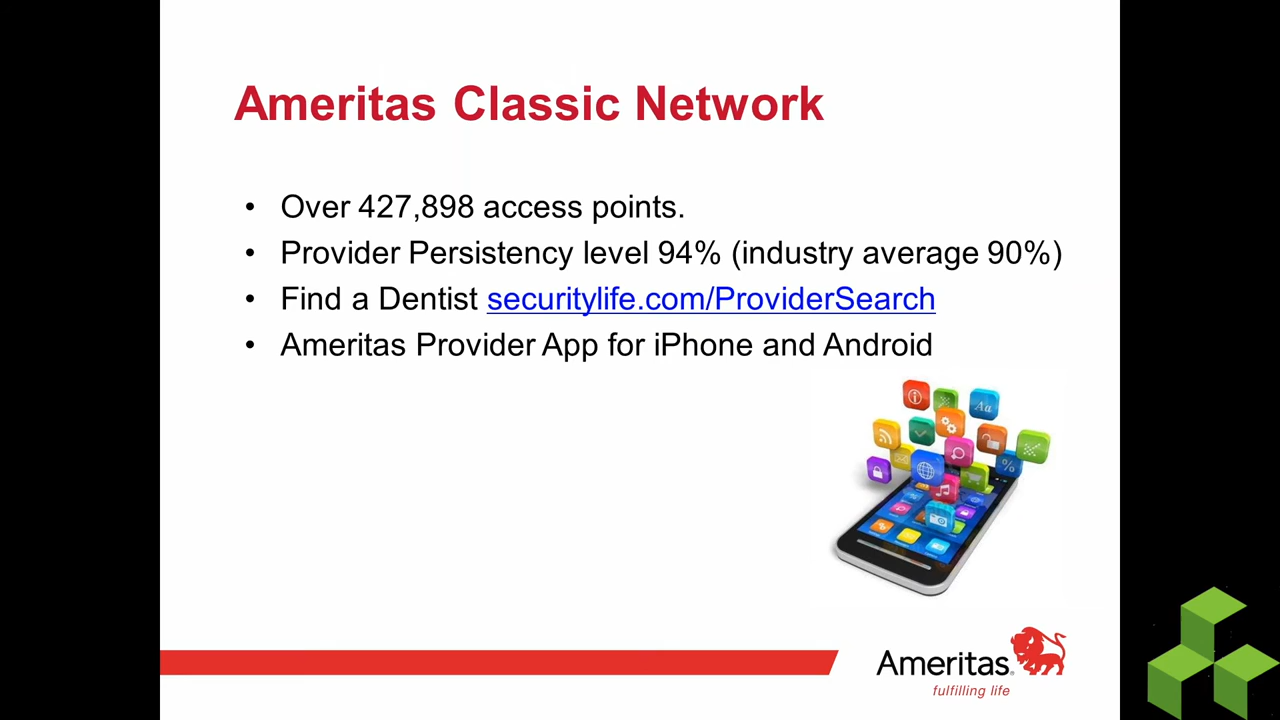 Ameritas Classic Network
• Over 427,898 access points.
• Provider Persistency level 94% (industry average 90%)
• Find a Dentist securitylife.com/ProviderSearch
• Ameritas Provider App for iPhone and Android
Aa
%
Ameritas®
fulfilling life